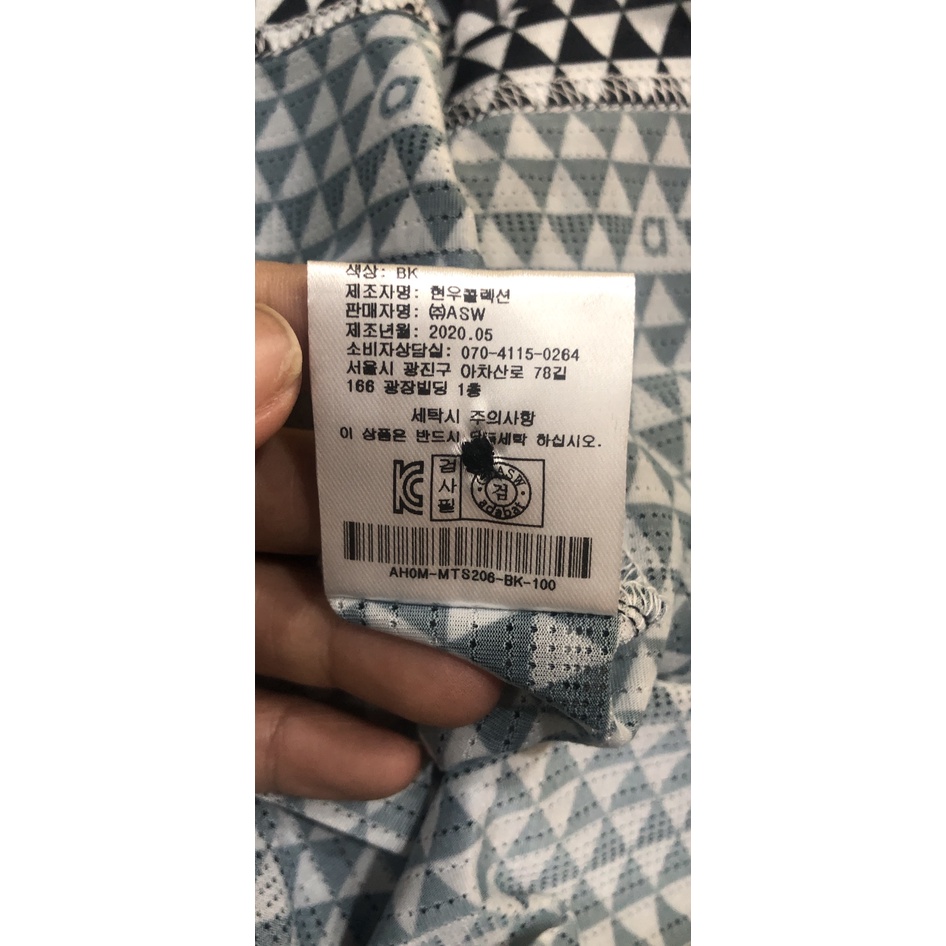 a
a
색상: BK
제조자명: 현우콜렉션
판매자명: ㈜ASW
제조년월: 2020.05
소비자상담실: 070-4115-0264
서울시 광진구 아차산로 78길
166 광장빌딩 1층
세탁시 주의사항
이 상품은 반드시 하십시오.
검사필
ASW
검
adabat
AH0M-MTS206-BK-100